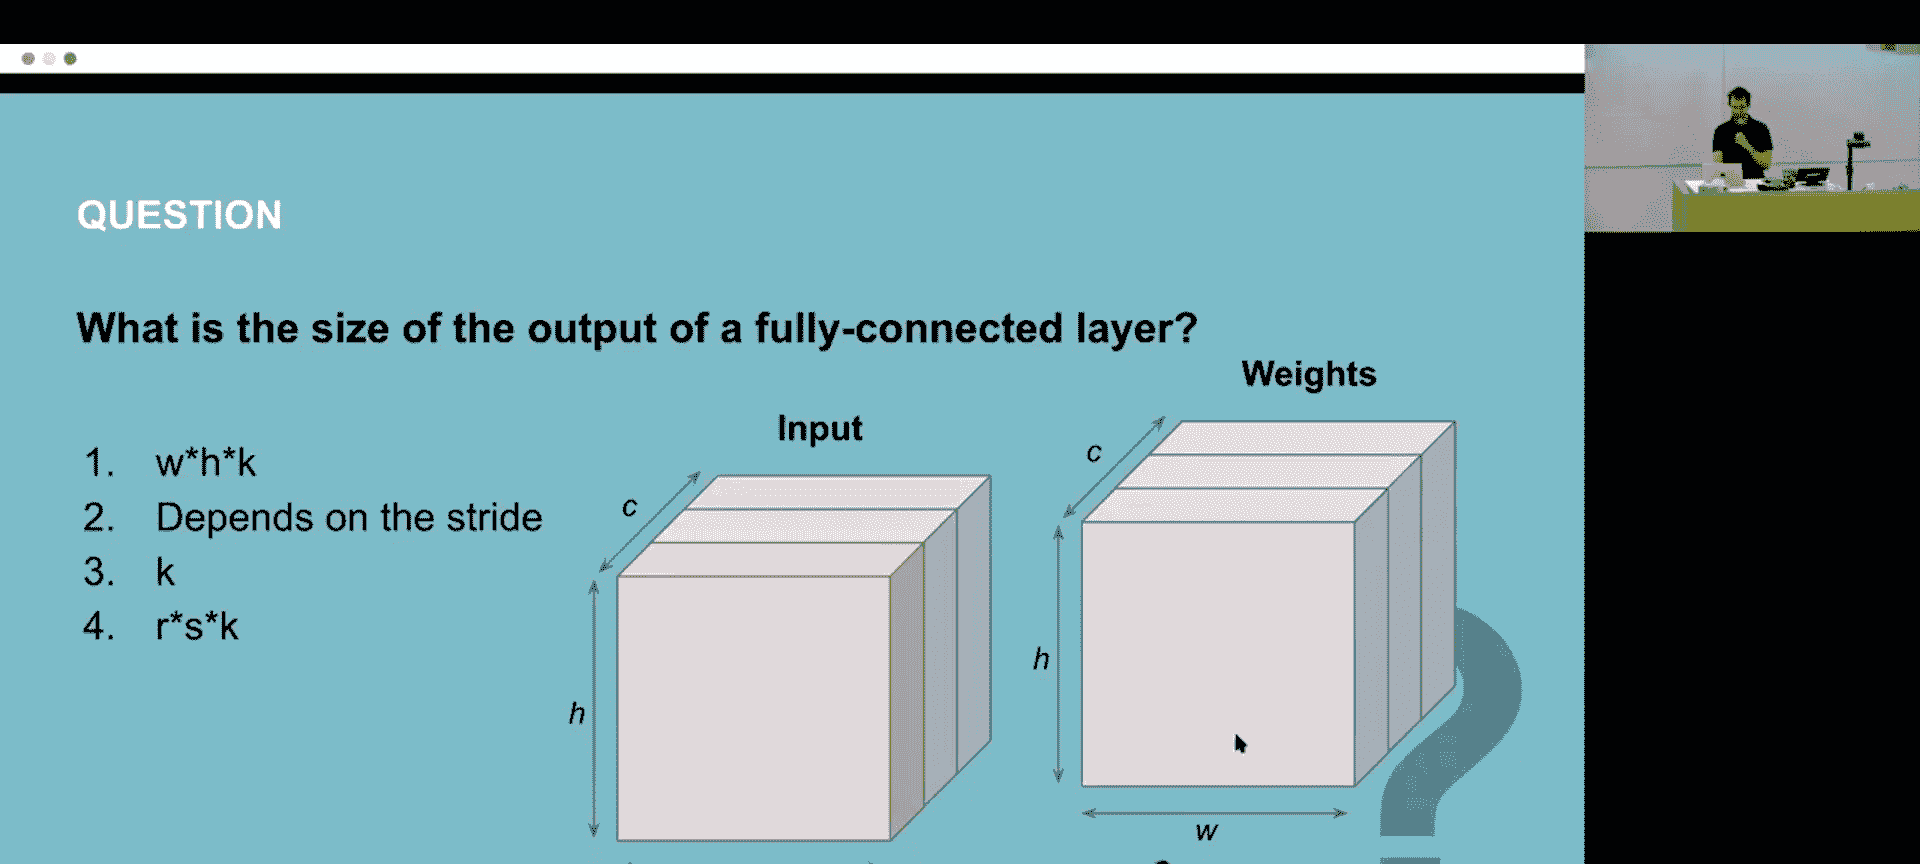 QUESTION
What is the size of the output of a fully-connected layer?
Weights
Input
1. w*h*k
2. Depends on the stride
3. k
4. r*s*k
c
c
h
h
w